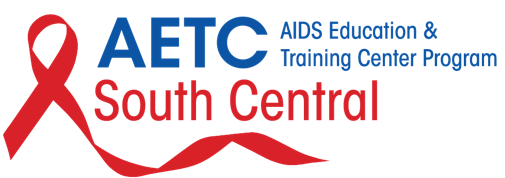 AETC
AIDS Education &
Training Center Program
South Central